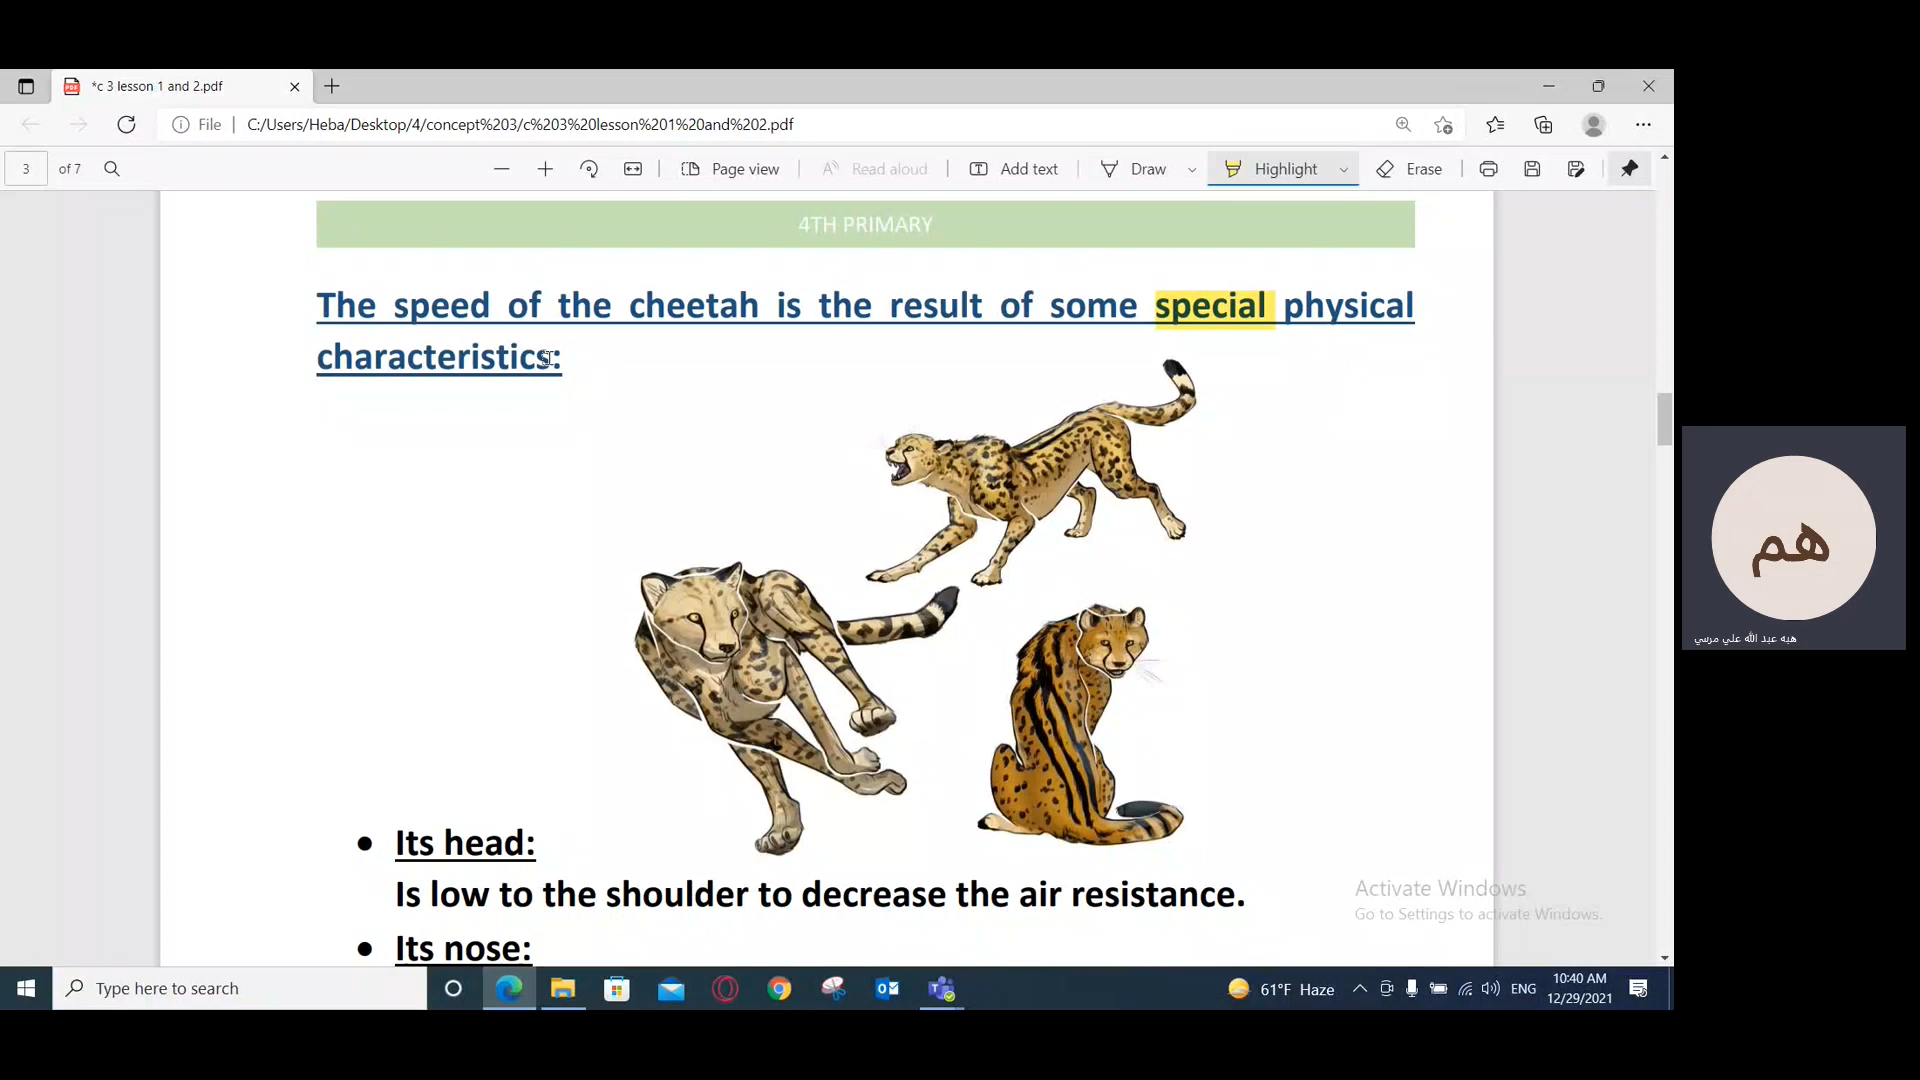 *c 3 lesson 1 and 2.pdf
File
C:/Users/Heba/Desktop/4/concept%203/c%203%20lesson%201%20and%202.pdf
3 of 7
Page view
Read aloud
Add text
Draw
Highlight
Erase
4TH PRIMARY
The speed of the cheetah is the result of some special physical
characteristics:
• Its head:
Is low to the shoulder to decrease the air resistance.
• Its nose:
Activate Windows
Go to Settings to activate Windows.
هم
هبه عبد الله علي مرسي
Type here to search
61°F Haze
ENG
10:40 AM
12/29/2021